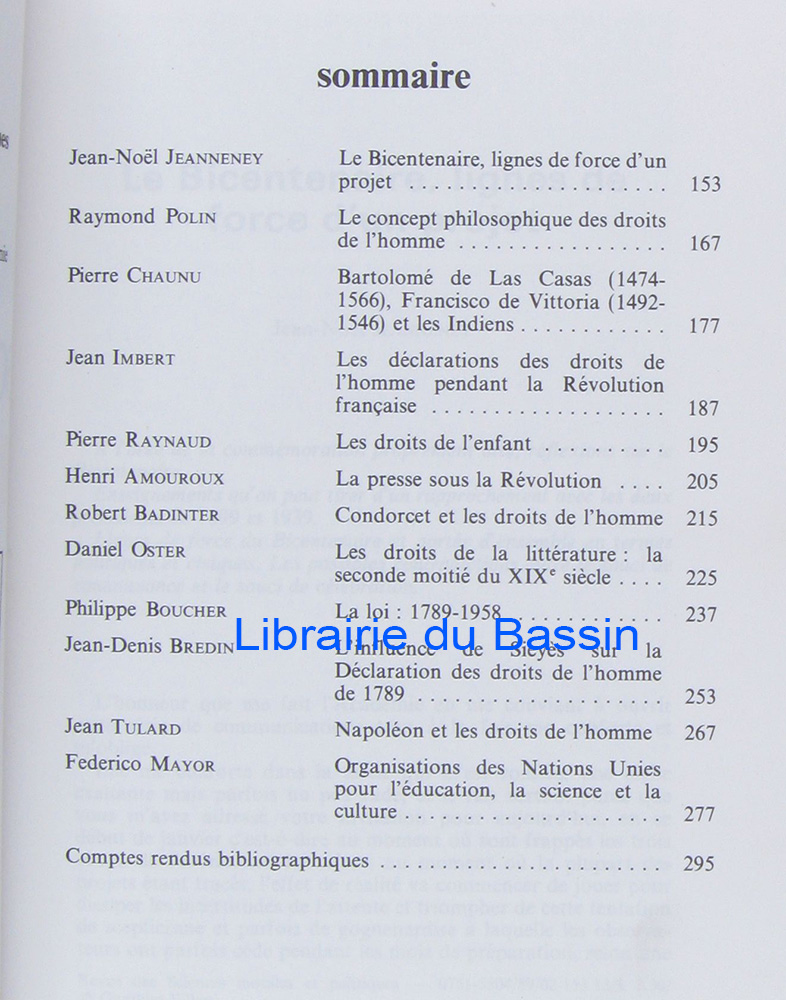 sommaire
Jean-Noël JEANNENEY Le Bicentenaire, lignes de force d'un
projet . . . . . . . . . . . . . . . . . . . . 153
Raymond POLIN Le concept philosophique des droits
de l'homme . . . . . . . . . . . . . . . . . 167
Pierre CHAUNU Bartolomé de Las Casas (1474-
1566), Francisco de Vittoria (1492-
1546) et les Indiens . . . . . . . . . . . . 177
Jean IMBERT Les déclarations des droits de
l'homme pendant la Révolution
française . . . . . . . . . . . . . . . . . . . 187
Pierre RAYNAUD Les droits de l'enfant . . . . . . . . . . 195
Henri AMOUROUX La presse sous la Révolution . . . . 205
Robert BADINTER Condorcet et les droits de l'homme 215
Daniel OSTER Les droits de la littérature : la
seconde moitié du XIXe siècle . . . . 225
Philippe BOUCHER La loi : 1789-1958 . . . . . . . . . . . . 237
Librairie du Bassin
Jean-Denis BREDIN L'influence de Sieyès sur la
Déclaration des droits de l'homme
de 1789 . . . . . . . . . . . . . . . . . . . . 253
Jean TULARD Napoléon et les droits de l'homme 267
Federico MAYOR Organisations des Nations Unies
pour l'éducation, la science et la
culture . . . . . . . . . . . . . . . . . . . . . 277
Comptes rendus bibliographiques . . . . . . . . . . . . . . . . . . . . . . . 295